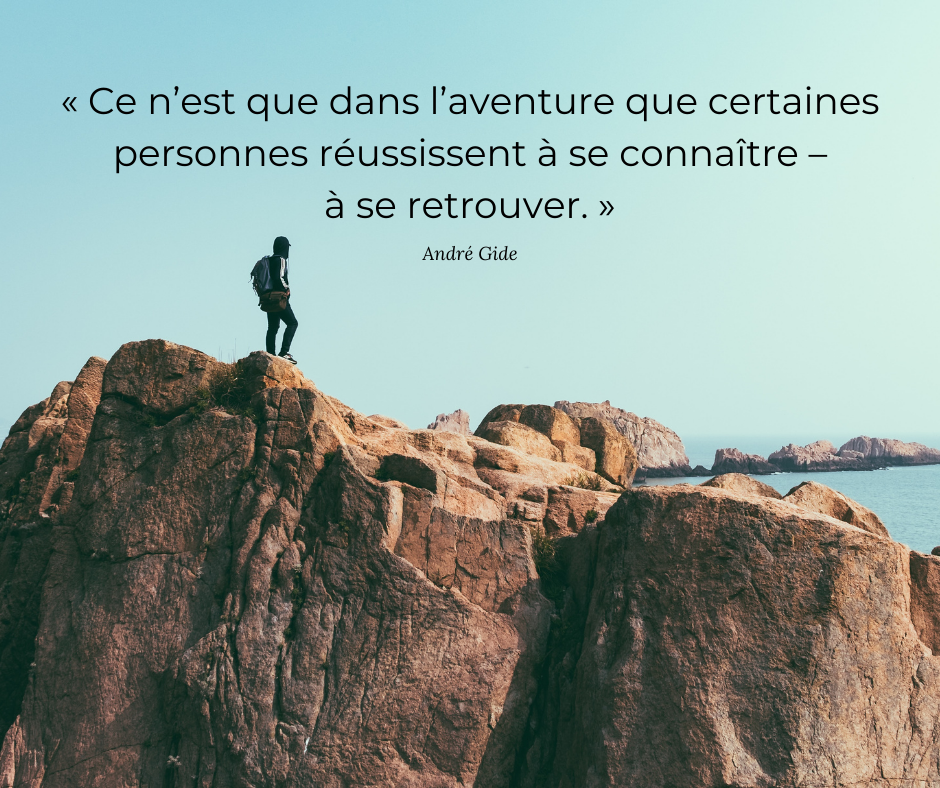 « Ce n’est que dans l’aventure que certaines
personnes réussissent à se connaître –
à se retrouver. »
André Gide